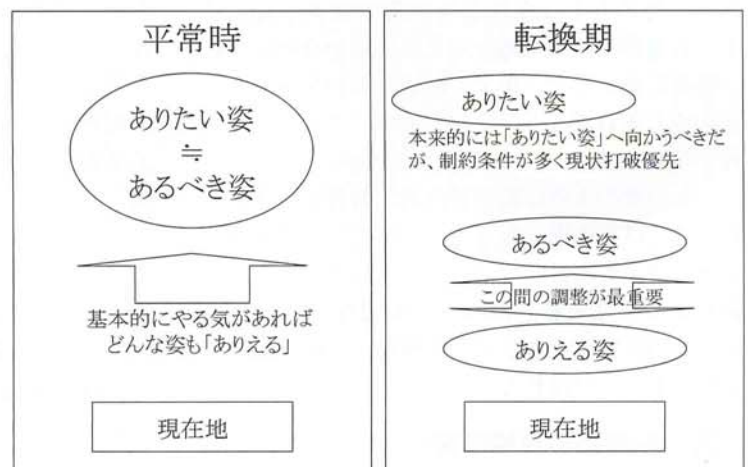 平常時
ありたい姿
≒
あるべき姿
基本的にやる気があれば
どんな姿も「ありえる」
現在地
転換期
ありたい姿
本来的には「ありたい姿」へ向かうべきだ
が、制約条件が多く現状打破優先
あるべき姿
この間の調整が最重要
ありえる姿
現在地